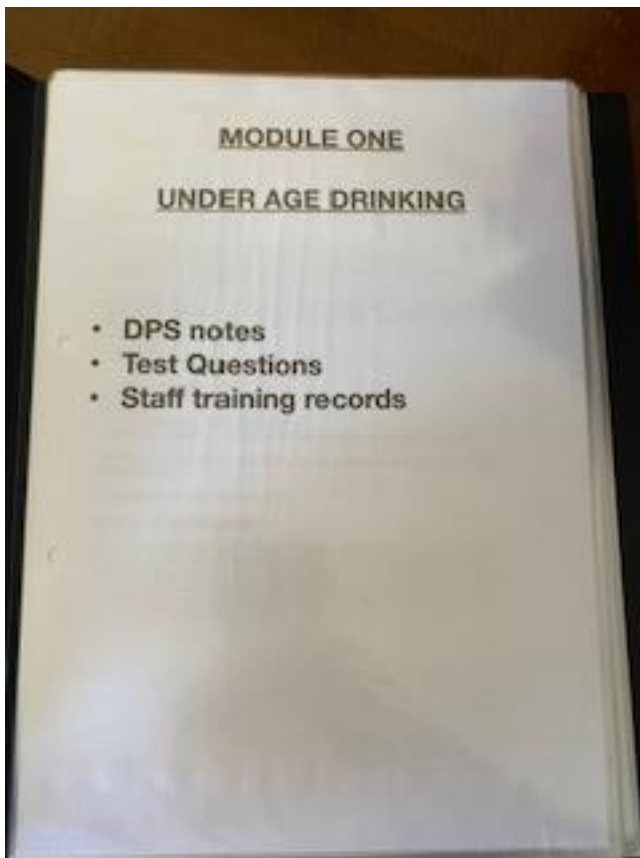 MODULE ONE
UNDER AGE DRINKING
• DPS notes
• Test Questions
• Staff training records